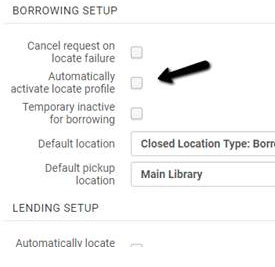 BORROWING SETUP
Cancel request on
locate failure
Automatically
activate locate profile
Temporary inactive
for borrowing
Default location
Closed Location Type: Borr
Default pickup
location
Main Library
LENDING SETUP
Automatically locate